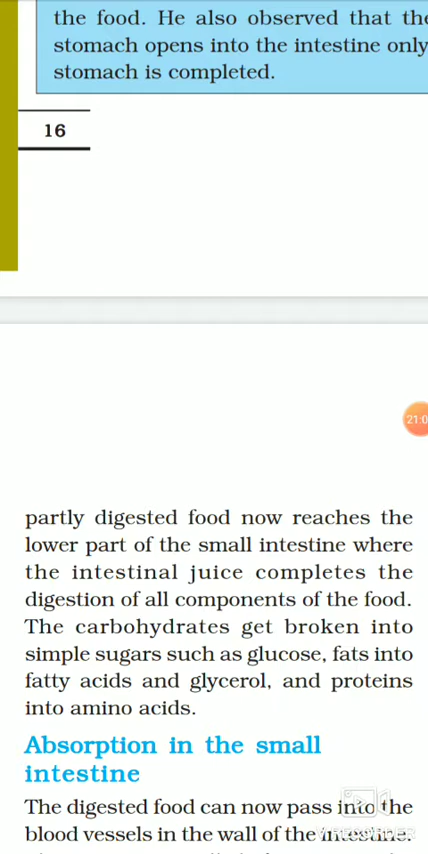 the food. He also observed that the
stomach opens into the intestine only
stomach is completed.
16
21:0
partly digested food now reaches the
lower part of the small intestine where
the intestinal juice completes the
digestion of all components of the food.
The carbohydrates get broken into
simple sugars such as glucose, fats into
fatty acids and glycerol, and proteins
into amino acids.
Absorption in the small
intestine
The digested food can now pass into the
blood vessels in the wall of the intestine.